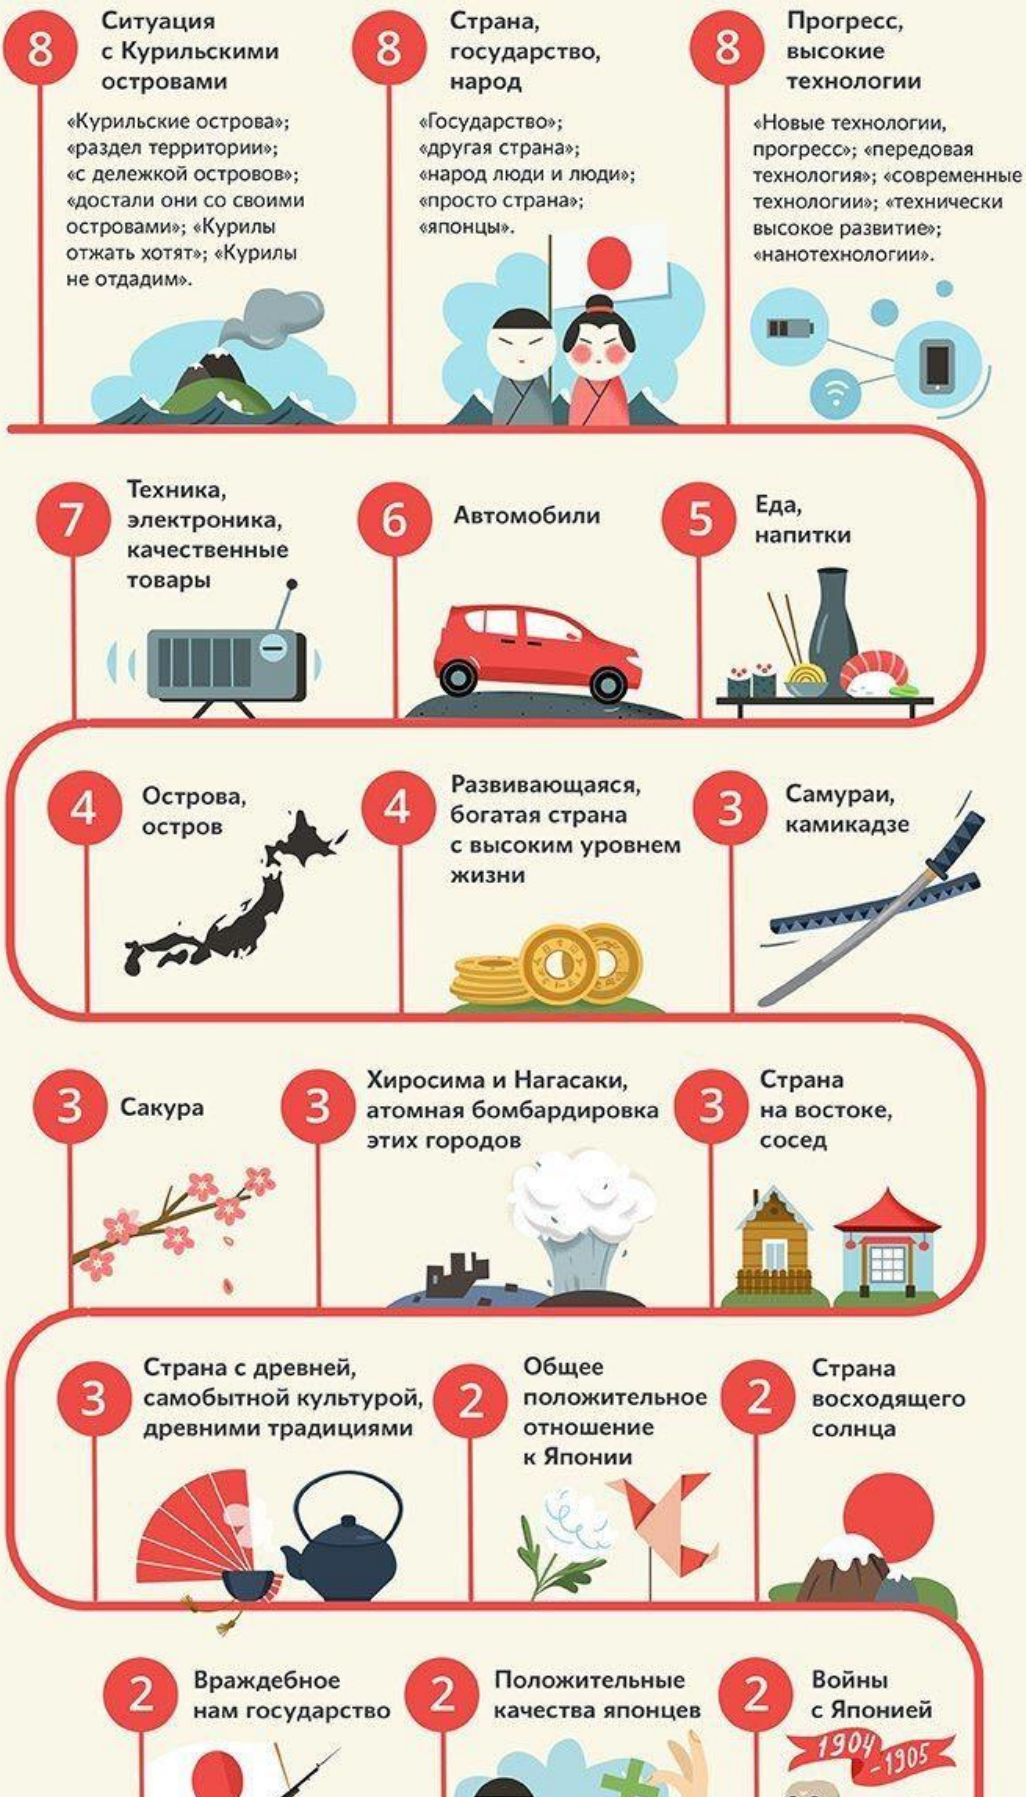 8
Ситуация
с Курильскими
островами
«Курильские острова»;
«раздел территории»;
«с дележкой островов»;
«достали они со своими
островами»; «Курилы
отжать хотят»; «Курилы
не отдадим».
8
Страна,
государство,
народ
«Государство»;
«другая страна»;
«народ люди и люди»;
«просто страна»;
«японцы».
8
Прогресс,
высокие
технологии
«Новые технологии,
прогресс»; «передовая
технология»; «современные
технологии»; «технически
высокое развитие»;
«нанотехнологии».
7
Техника,
электроника,
качественные
товары
6
Автомобили
5
Еда,
напитки
4
Острова,
остров
4
Развивающаяся,
богатая страна
с высоким уровнем
жизни
3
Самураи,
камикадзе
3
Сакура
3
Хиросима и Нагасаки,
атомная бомбардировка
этих городов
3
Страна
на востоке,
сосед
3
Страна с древней,
самобытной культурой,
древними традициями
2
Общее
положительное
отношение
к Японии
2
Страна
восходящего
солнца
2
Враждебное
нам государство
2
Положительные
качества японцев
2
Войны
с Японией
1904
-1905